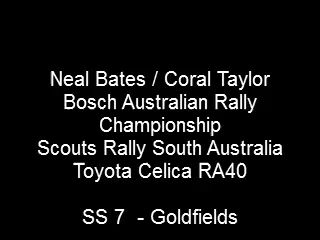 Neal Bates / Coral Taylor
Bosch Australian Rally
Championship
Scouts Rally South Australia
Toyota Celica RA40
SS 7  - Goldfields